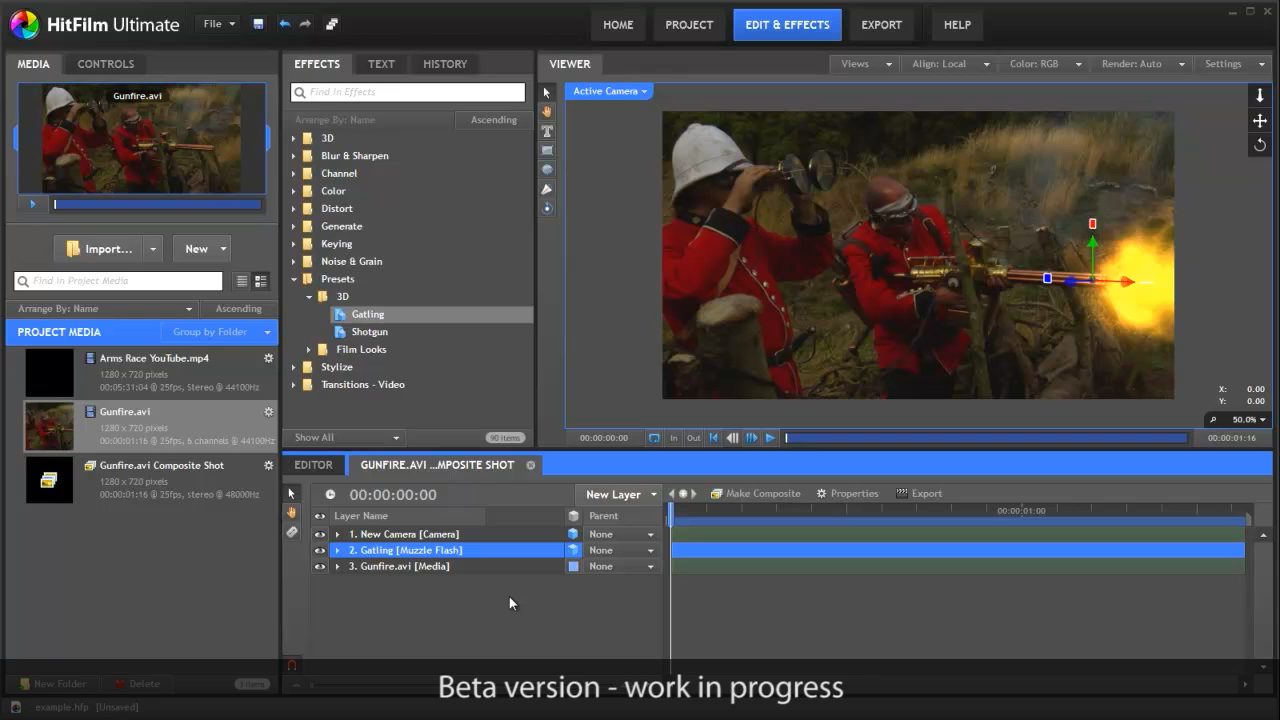 HitFilm Ultimate
File
HOME
PROJECT
EDIT & EFFECTS
EXPORT
HELP
MEDIA
CONTROLS
Gunfire.avi
Import...
New
Find in Project Media
Arrange By: Name
Ascending
PROJECT MEDIA
Group by Folder
Arms Race YouTube.mp4
1280 x 720 pixels
00:05:31:04 @ 25fps, Stereo @ 44100Hz
Gunfire.avi
1280 x 720 pixels
00:00:01:16 @ 25fps, 6 channels @ 44100Hz
Gunfire.avi Composite Shot
1280 x 720 pixels
00:00:01:16 @ 25fps, Stereo @ 48000Hz
New Folder
Delete
3 items
EFFECTS
TEXT
HISTORY
Find in Effects
Arrange By: Name
Ascending
3D
Blur & Sharpen
Channel
Color
Distort
Generate
Keying
Noise & Grain
Presets
3D
Gatling
Shotgun
Film Looks
Stylize
Transitions - Video
Show All
90 items
VIEWER
Views
Align: Local
Color: RGB
Render: Auto
Settings
Active Camera
X: 0.00
Y: 0.00
50.0%
00:00:00:00
In
Out
00:00:01:16
EDITOR
GUNFIRE.AVI ...MPOSITE SHOT
00:00:00:00
New Layer
Make Composite
Properties
Export
Layer Name
Parent
00:00:01:00
1. New Camera [Camera]
None
2. Gatling [Muzzle Flash]
None
3. Gunfire.avi [Media]
None
Beta version - work in progress
example.hfp [Unsaved]